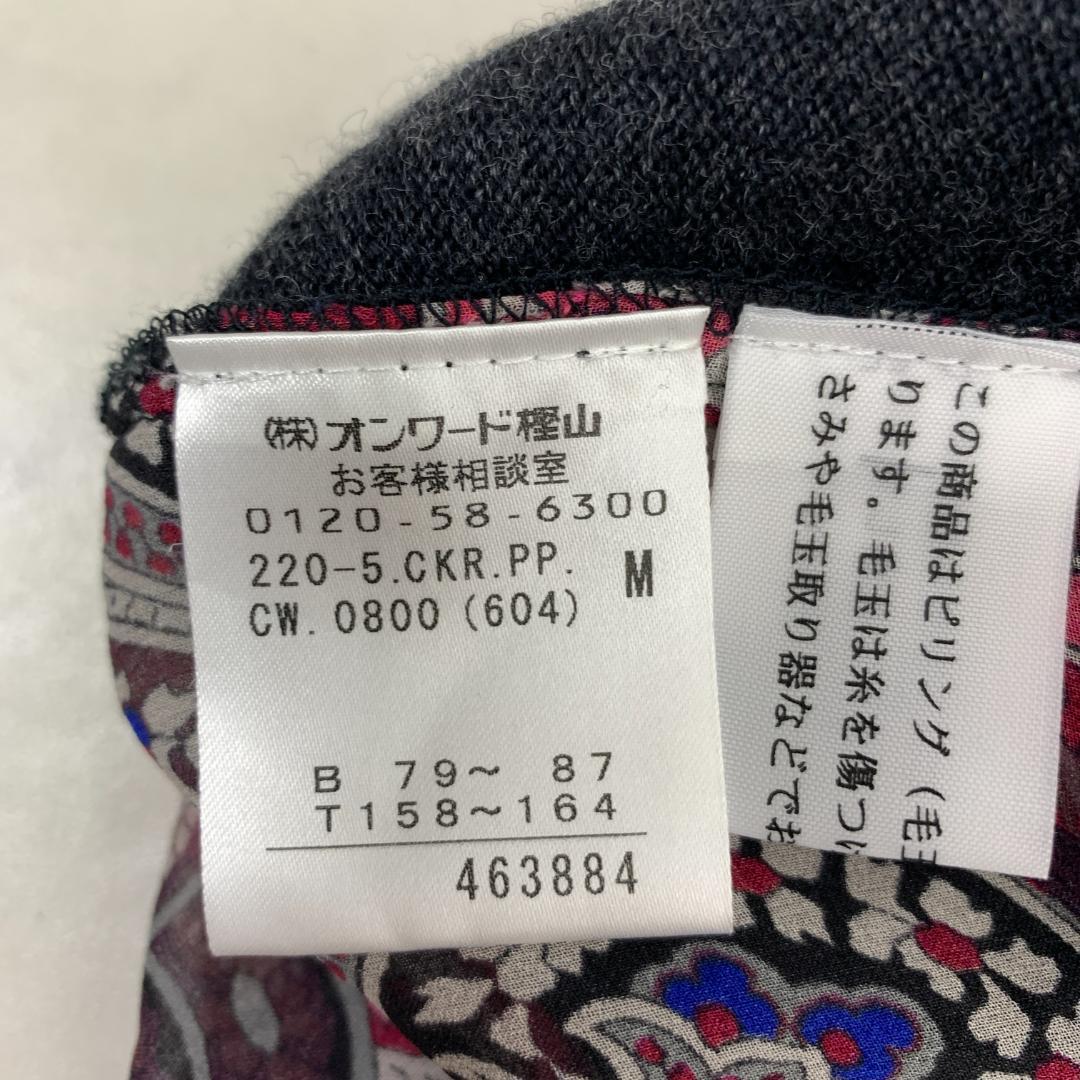 (株)オンワード樫山
お客様相談室
0120-58-6300
220-5.CKR.PP. M
CW. 0800 (604)
B 79～ 87
T158～164
463884
この商品はピリング（毛
ります。毛玉は糸を傷つ
さみや毛玉取り器などで